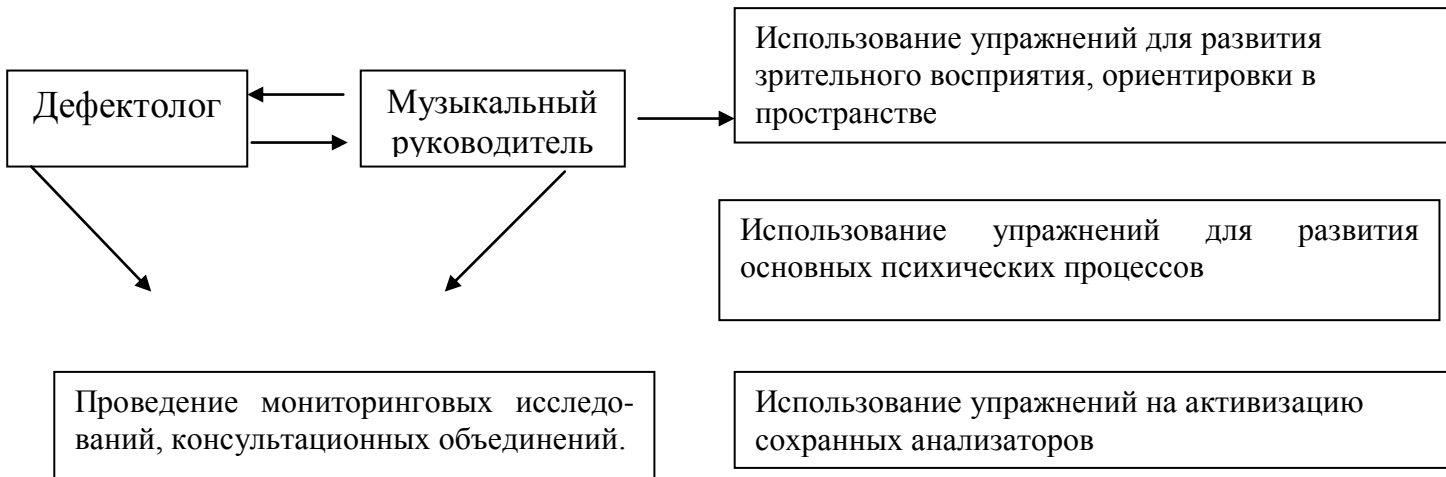 Дефектолог
Музыкальный
руководитель
Использование упражнений для развития
зрительного восприятия, ориентировки в
пространстве
Использование упражнений для развития
основных психических процессов
Проведение мониторинговых исследо-
ваний, консультационных объединений.
Использование упражнений на активизацию
сохранных анализаторов